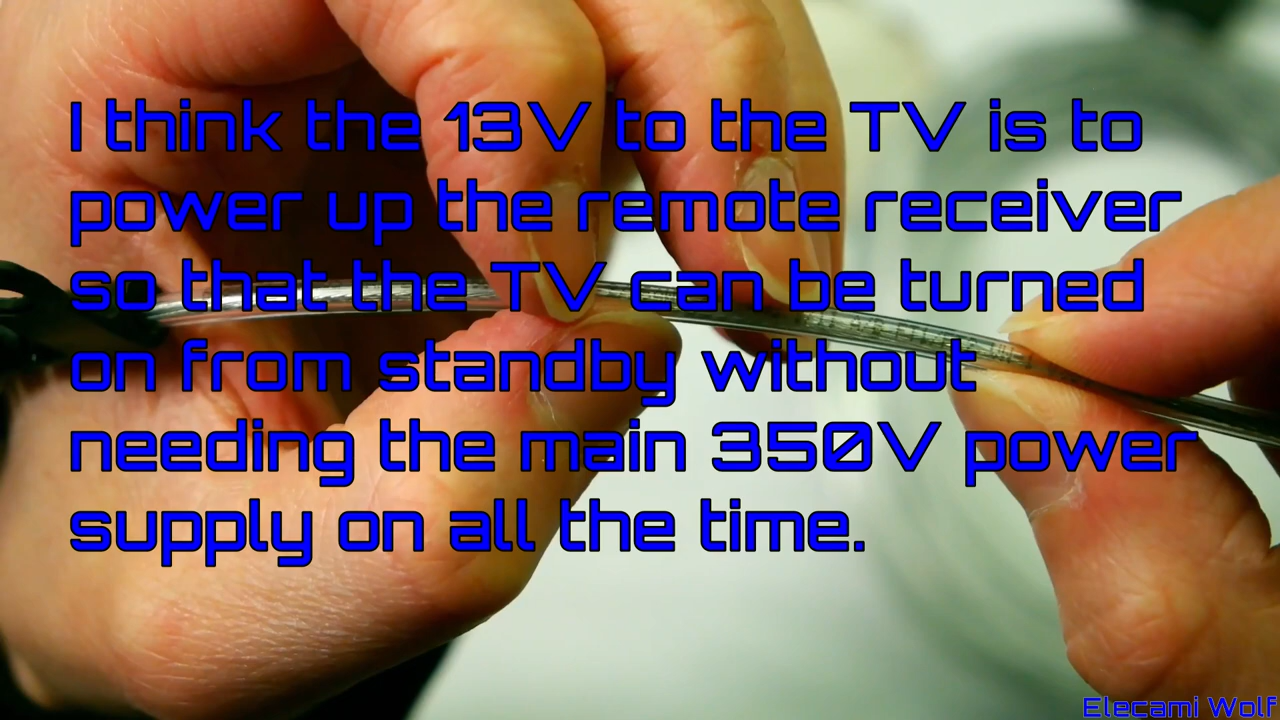 I think the 13V to the TV is to
power up the remote receiver
so that the TV can be turned
on from standby without
needing the main 350V power
supply on all the time.
Elecami Wolf